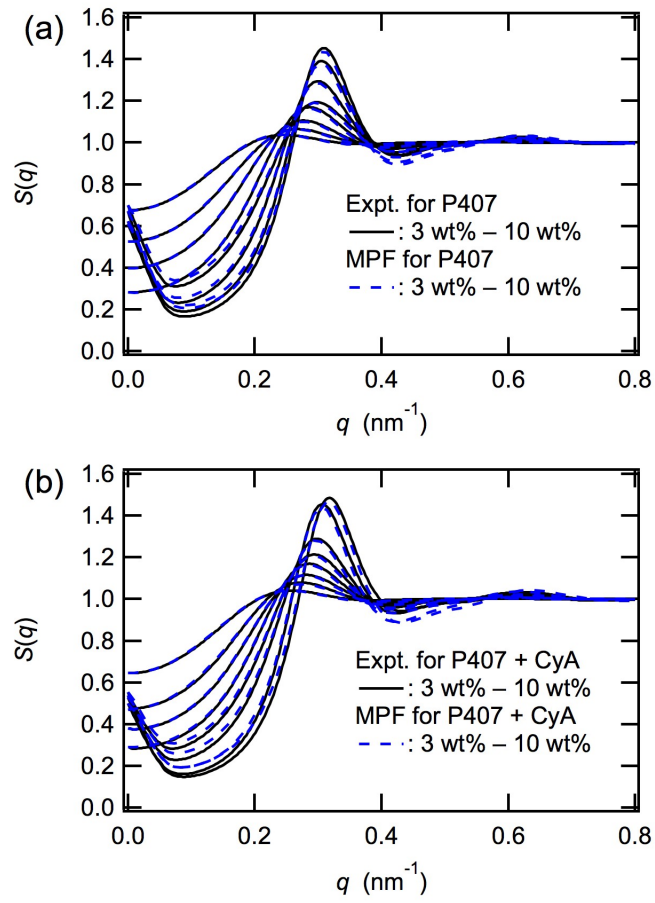 (a)
1.6
1.4
1.2
1.0
0.8
0.6
0.4
0.2
0.0
S(q)
Expt. for P407
: 3 wt% – 10 wt%
MPF for P407
: 3 wt% – 10 wt%
0.0 0.2 0.4 0.6 0.8
q (nm⁻¹)
(b)
1.6
1.4
1.2
1.0
0.8
0.6
0.4
0.2
0.0
S(q)
Expt. for P407 + CyA
: 3 wt% – 10 wt%
MPF for P407 + CyA
: 3 wt% – 10 wt%
0.0 0.2 0.4 0.6 0.8
q (nm⁻¹)